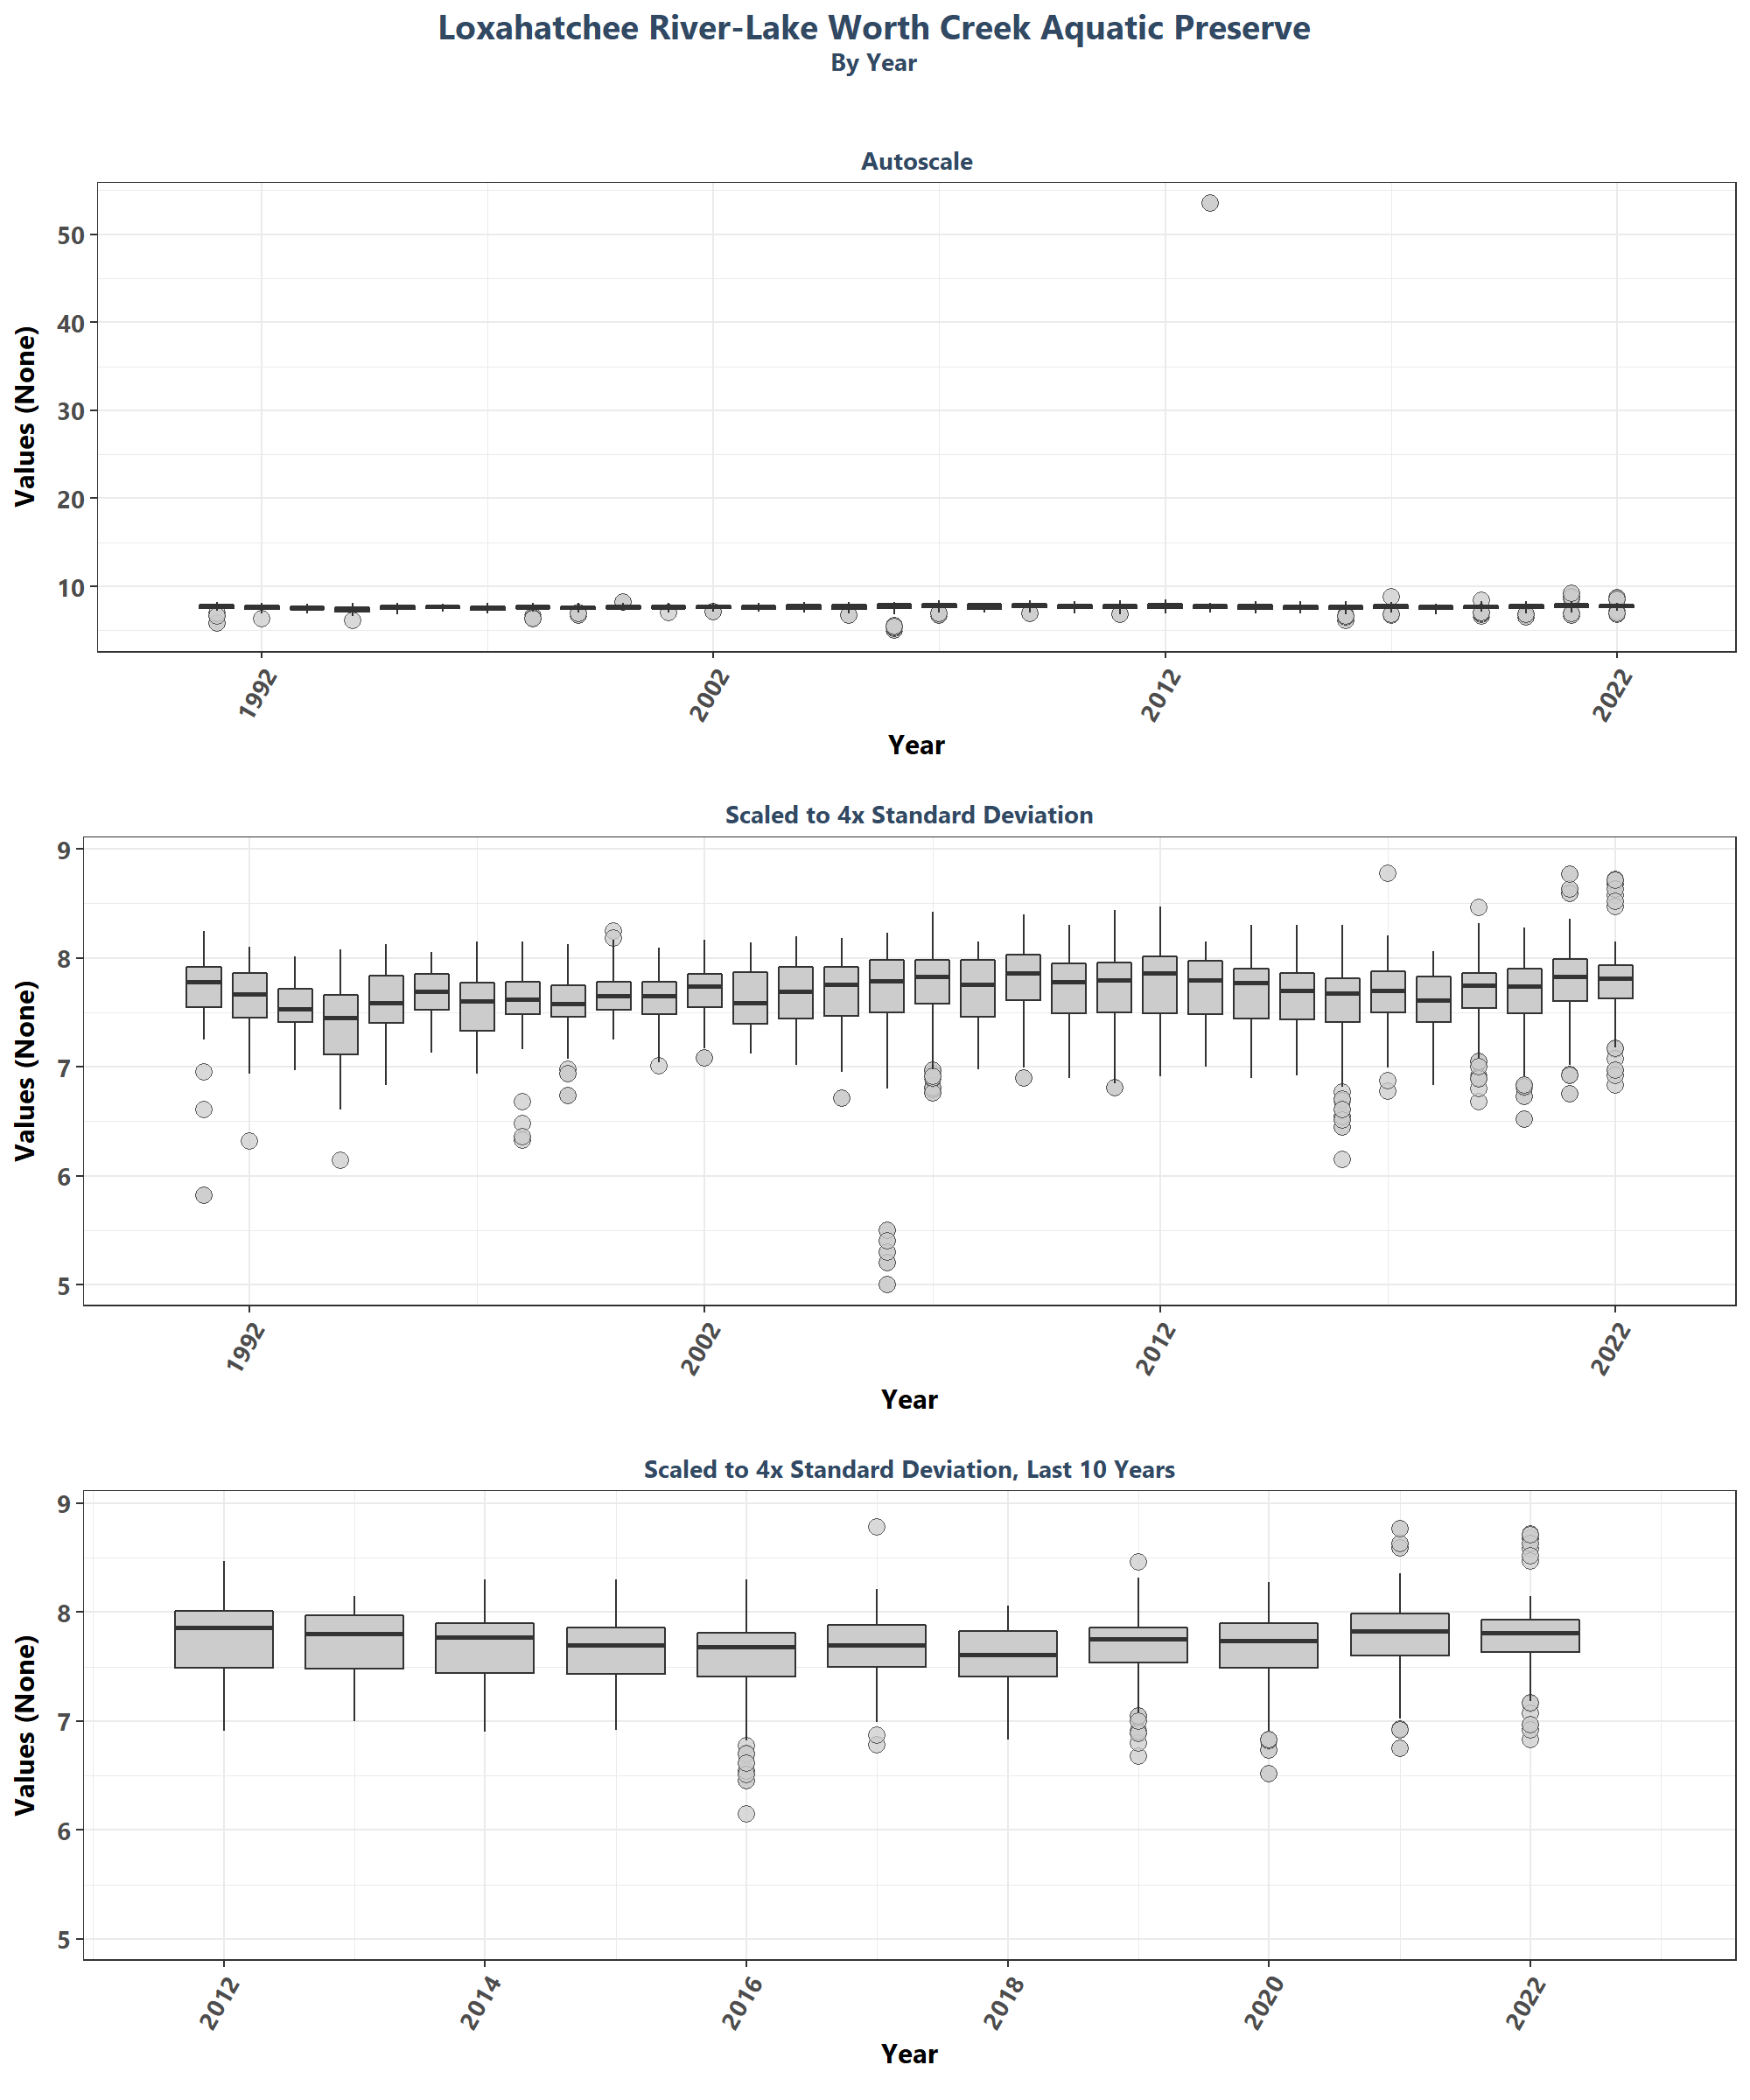 Loxahatchee River-Lake Worth Creek Aquatic Preserve
By Year
Autoscale
Values (None)
50
40
30
20
10
1992
2002
2012
2022
Year
Scaled to 4x Standard Deviation
Values (None)
9
8
7
6
5
1992
2002
2012
2022
Year
Scaled to 4x Standard Deviation, Last 10 Years
Values (None)
9
8
7
6
5
2012
2014
2016
2018
2020
2022
Year